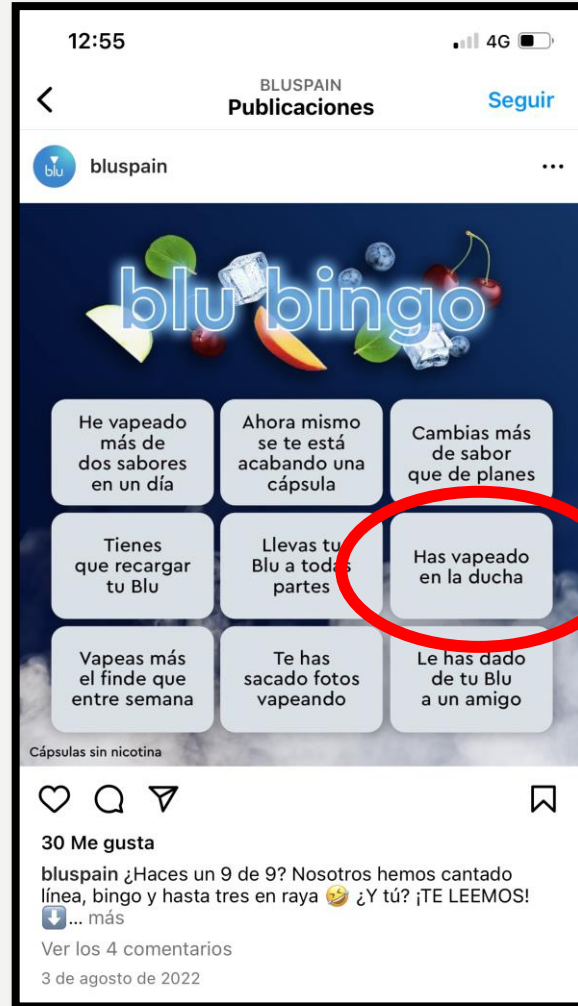 12:55
4G
BLUSPAIN
Publicaciones
Seguir
blu
bluspain
blu bingo
He vapeado
más de
dos sabores
en un día
Ahora mismo
se te está
acabando una
cápsula
Cambias más
de sabor
que de planes
Tienes
que recargar
tu Blu
Llevas tu
Blu a todas
partes
Has vapeado
en la ducha
Vapeas más
el finde que
entre semana
Te has
sacado fotos
vapeando
Le has dado
de tu Blu
a un amigo
Cápsulas sin nicotina
30 Me gusta
bluspain ¿Haces un 9 de 9? Nosotros hemos cantado
línea, bingo y hasta tres en raya 🤣 ¿Y tú? ¡TE LEEMOS!
⬇️... más
Ver los 4 comentarios
3 de agosto de 2022